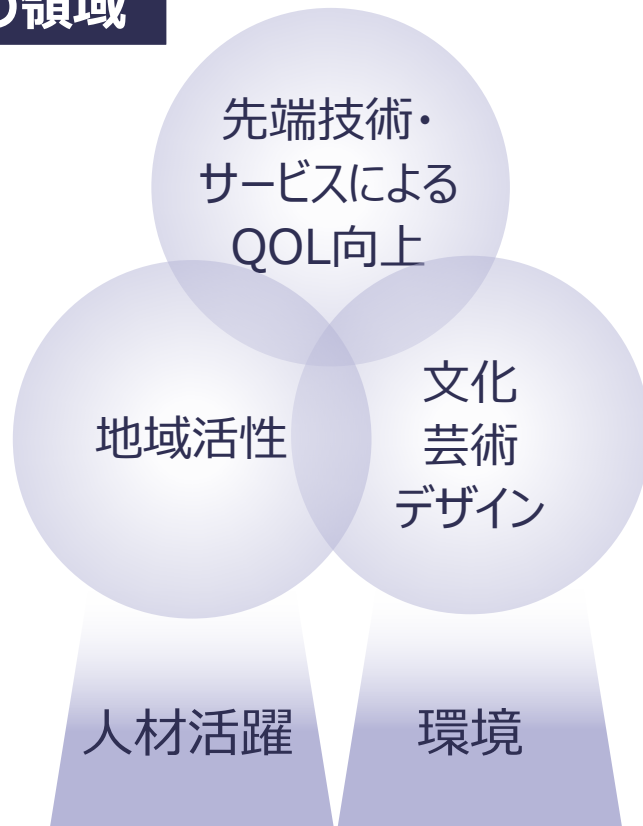 の領域
先端技術・
サービスによる
QOL向上
地域活性
文化
芸術
デザイン
人材活躍
環境